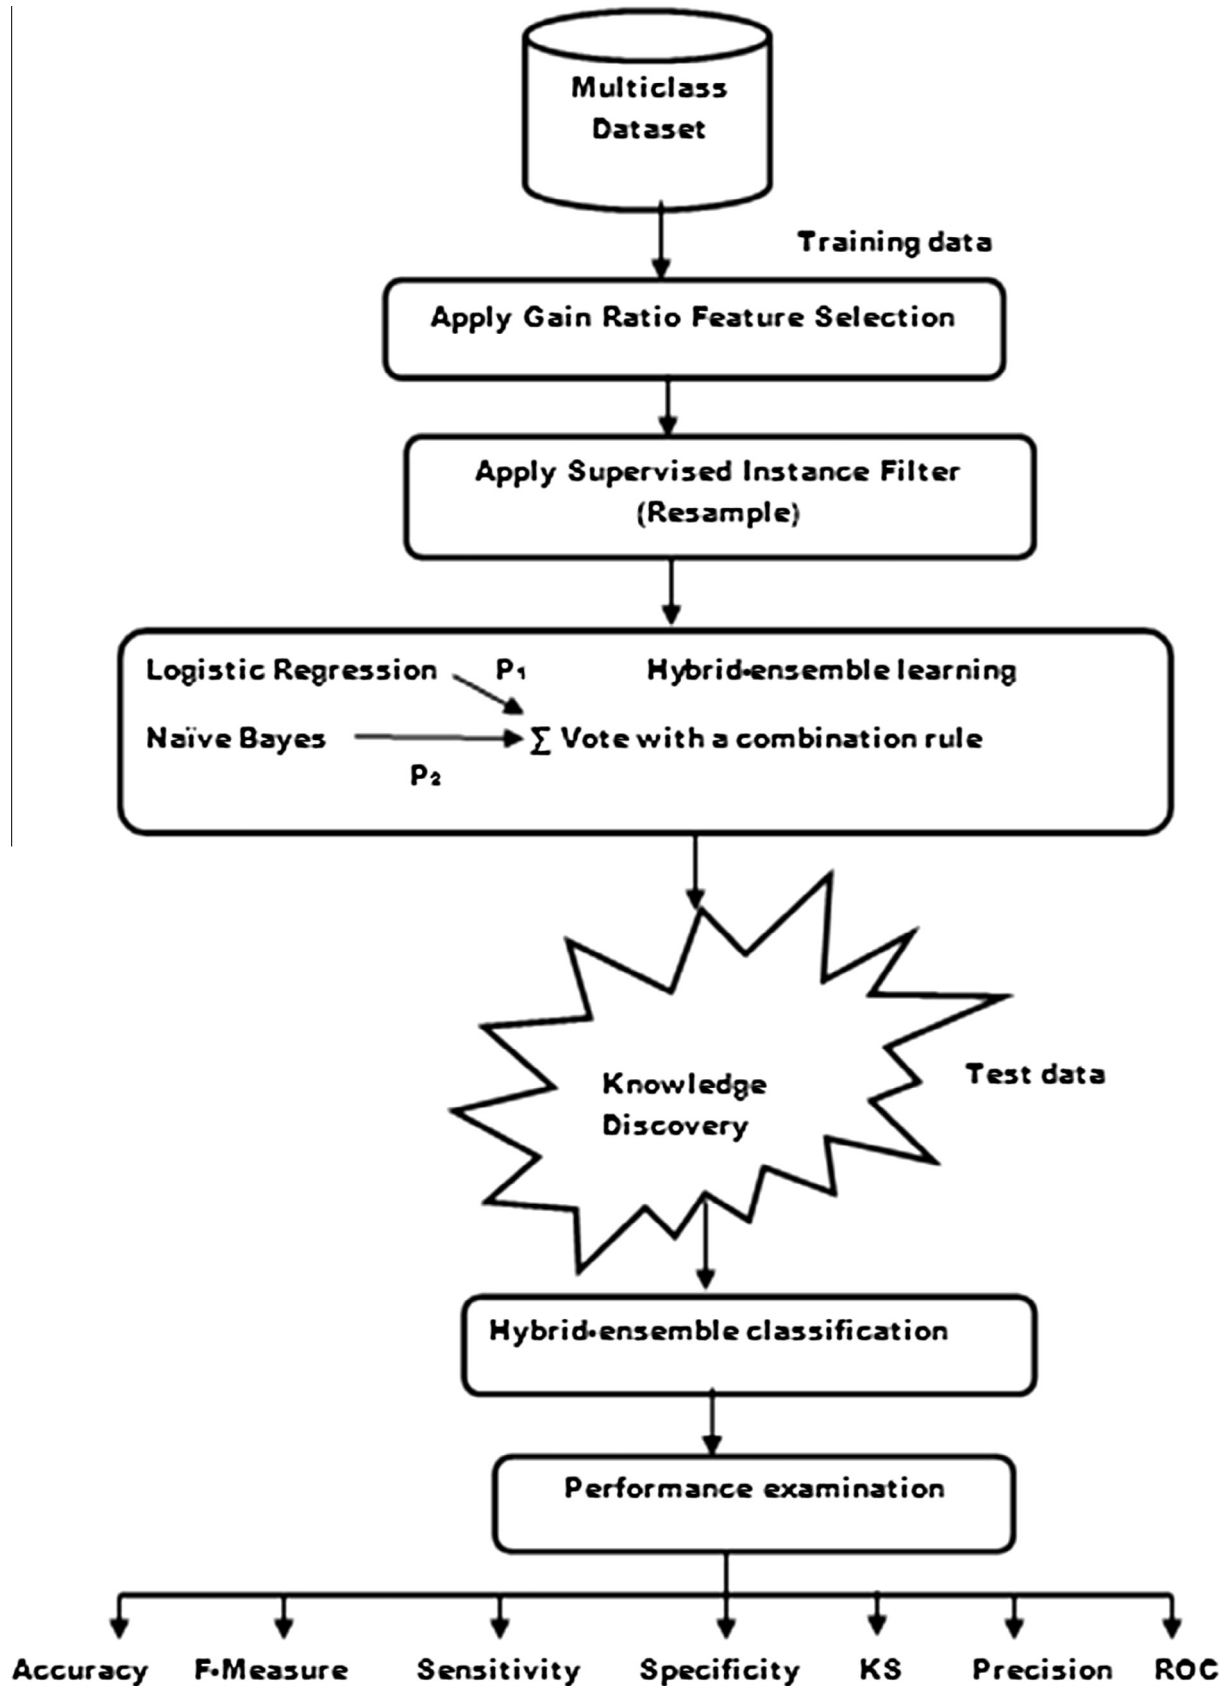 Multiclass
Dataset
Training data
Apply Gain Ratio Feature Selection
Apply Supervised Instance Filter
(Resample)
Logistic Regression P₁ Hybrid-ensemble learning
Naïve Bayes ∑ Vote with a combination rule
P₂
Knowledge
Discovery
Test data
Hybrid-ensemble classification
Performance examination
Accuracy F-Measure Sensitivity Specificity KS Precision ROC